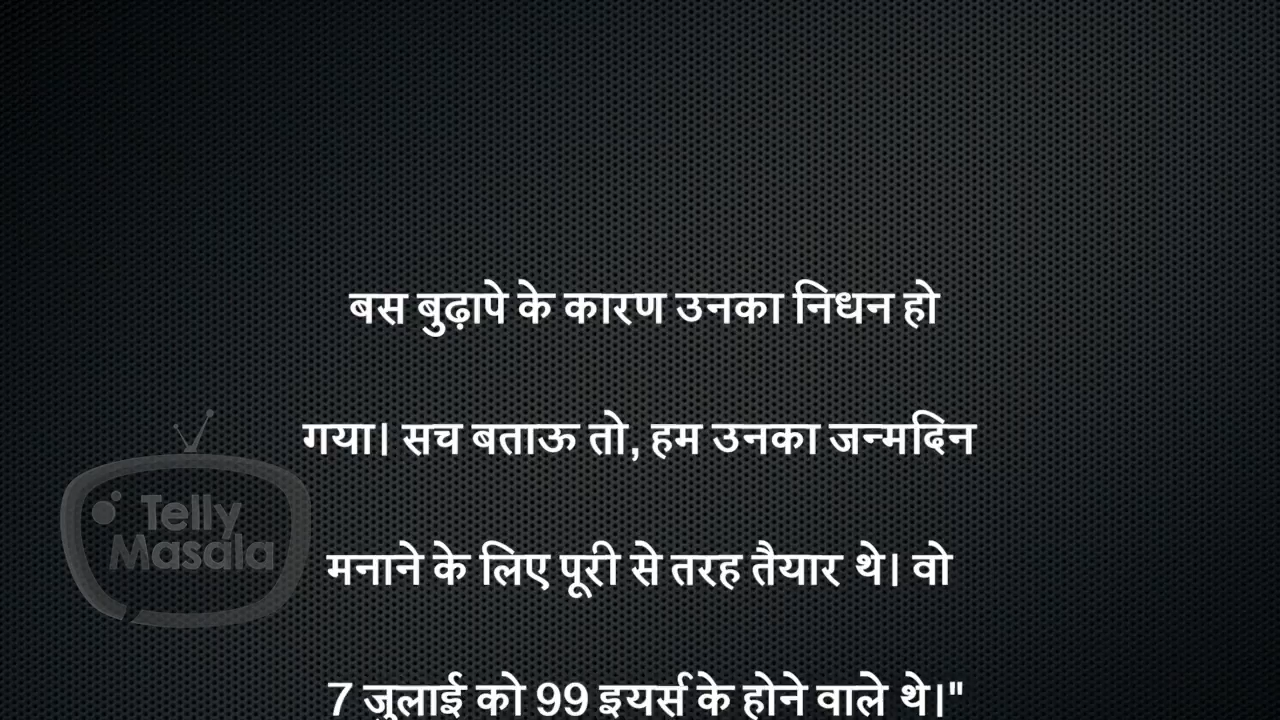 बस बुढ़ापे के कारण उनका निधन हो
गया। सच बताऊ तो, हम उनका जन्मदिन
Telly
Masala
मनाने के लिए पूरी से तरह तैयार थे। वो
7 जुलाई को 99 इयर्स के होने वाले थे।"